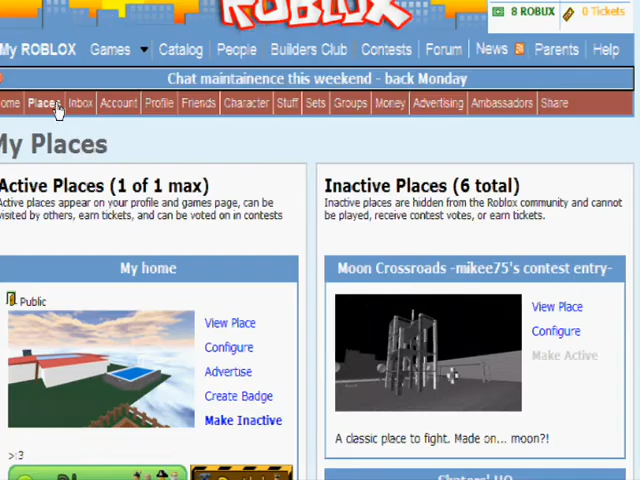 ROBLOX
8 ROBUX 0 Tickets
My ROBLOX Games Catalog People Builders Club Contests Forum News Parents Help
Chat maintainence this weekend - back Monday
ome Places Inbox Account Profile Friends Character Stuff Sets Groups Money Advertising Ambassadors Share
My Places
Active Places (1 of 1 max)
Active places appear on your profile and games page, can be
visited by others, earn tickets, and can be voted on in contests
My home
Public
View Place
Configure
Advertise
Create Badge
Make Inactive
>:3
Inactive Places (6 total)
Inactive places are hidden from the Roblox community and cannot
be played, receive contest votes, or earn tickets.
Moon Crossroads -mikee75's contest entry-
View Place
Configure
Make Active
A classic place to fight. Made on... moon?!